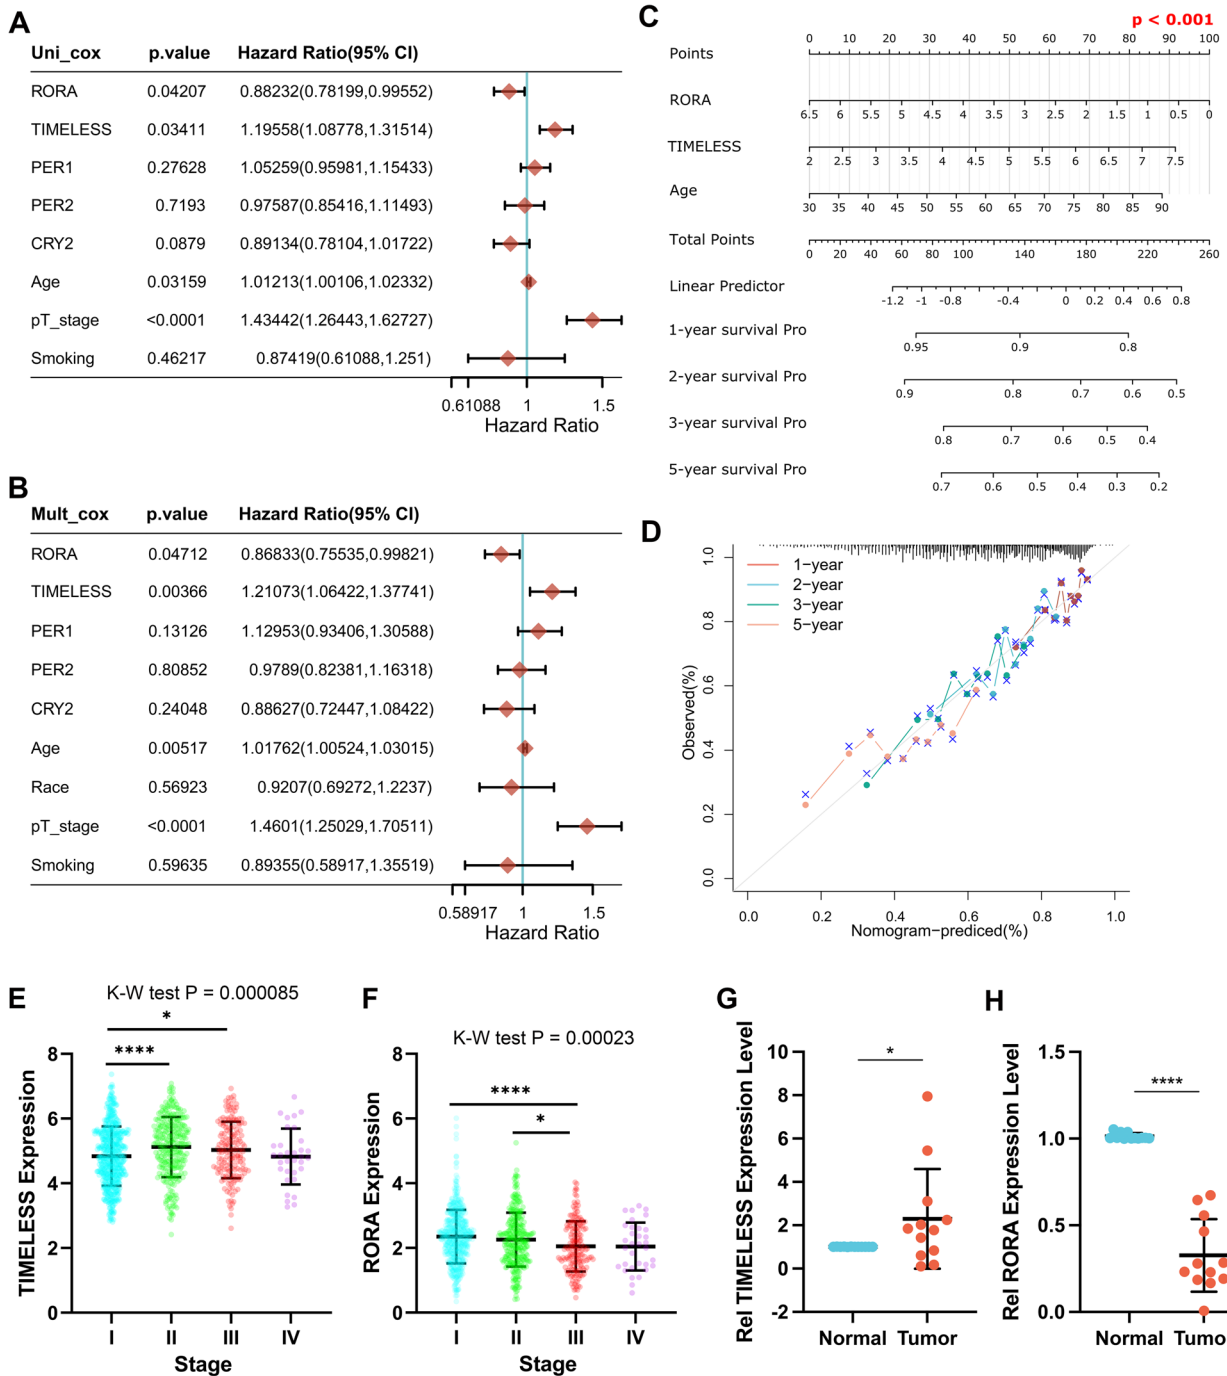 A
Uni_cox p.value Hazard Ratio(95% CI)
RORA 0.04207 0.88232(0.78199,0.99552)
TIMELESS 0.03411 1.19558(1.08778,1.31514)
PER1 0.27628 1.05259(0.95981,1.15433)
PER2 0.7193 0.97587(0.85416,1.11493)
CRY2 0.0879 0.89134(0.78104,1.01722)
Age 0.03159 1.01213(1.00106,1.02332)
pT_stage <0.0001 1.43442(1.26443,1.62727)
Smoking 0.46217 0.87419(0.61088,1.251)
0.61088 1 1.5
Hazard Ratio
B
Mult_cox p.value Hazard Ratio(95% CI)
RORA 0.04712 0.86833(0.75535,0.99821)
TIMELESS 0.00366 1.21073(1.06422,1.37741)
PER1 0.13126 1.12953(0.93406,1.30588)
PER2 0.80852 0.9789(0.82381,1.16318)
CRY2 0.24048 0.88627(0.72447,1.08422)
Age 0.00517 1.01762(1.00524,1.03015)
Race 0.56923 0.9207(0.69272,1.2237)
pT_stage <0.0001 1.4601(1.25029,1.70511)
Smoking 0.59635 0.89355(0.58917,1.35519)
0.58917 1 1.5
Hazard Ratio
C
p < 0.001
0 10 20 30 40 50 60 70 80 90 100
Points
RORA
6.5 6 5.5 5 4.5 4 3.5 3 2.5 2 1.5 1 0.5 0
TIMELESS
2 2.5 3 3.5 4 4.5 5 5.5 6 6.5 7 7.5
Age
30 35 40 45 50 55 60 65 70 75 80 85 90
Total Points
0 20 40 60 80 100 140 180 220 260
Linear Predictor
-1.2 -1 -0.8 -0.4 0 0.2 0.4 0.6 0.8
1-year survival Pro
0.95 0.9 0.8
2-year survival Pro
0.9 0.8 0.7 0.6 0.5
3-year survival Pro
0.8 0.7 0.6 0.5 0.4
5-year survival Pro
0.7 0.6 0.5 0.4 0.3 0.2
D
1-year
2-year
3-year
5-year
Observed(%)
1.0
0.8
0.6
0.4
0.2
0.0
0.0 0.2 0.4 0.6 0.8 1.0
Nomogram-prediced(%)
E
K-W test P = 0.000085
*
****
TIMELESS Expression
8
6
4
2
0
I II III IV
Stage
F
K-W test P = 0.00023
****
*
RORA Expression
8
6
4
2
0
I II III IV
Stage
G
*
Rel TIMELESS Expression Level
10
8
6
4
2
0
-2
Normal Tumor
H
****
Rel RORA Expression Level
1.5
1.0
0.5
0.0
Normal Tumo